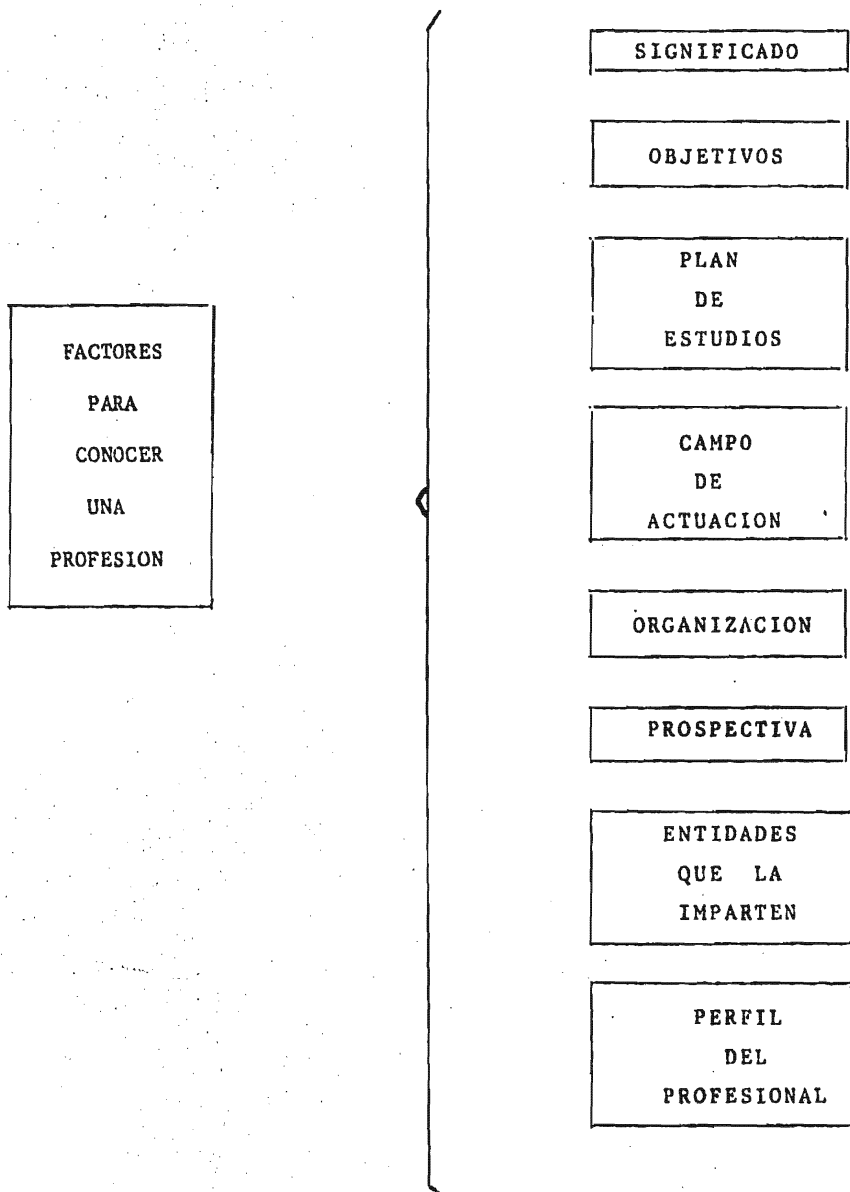 FACTORES
PARA
CONOCER
UNA
PROFESION
SIGNIFICADO
OBJETIVOS
PLAN
DE
ESTUDIOS
CAMPO
DE
ACTUACION
ORGANIZACION
PROSPECTIVA
ENTIDADES
QUE LA
IMPARTEN
PERFIL
DEL
PROFESIONAL